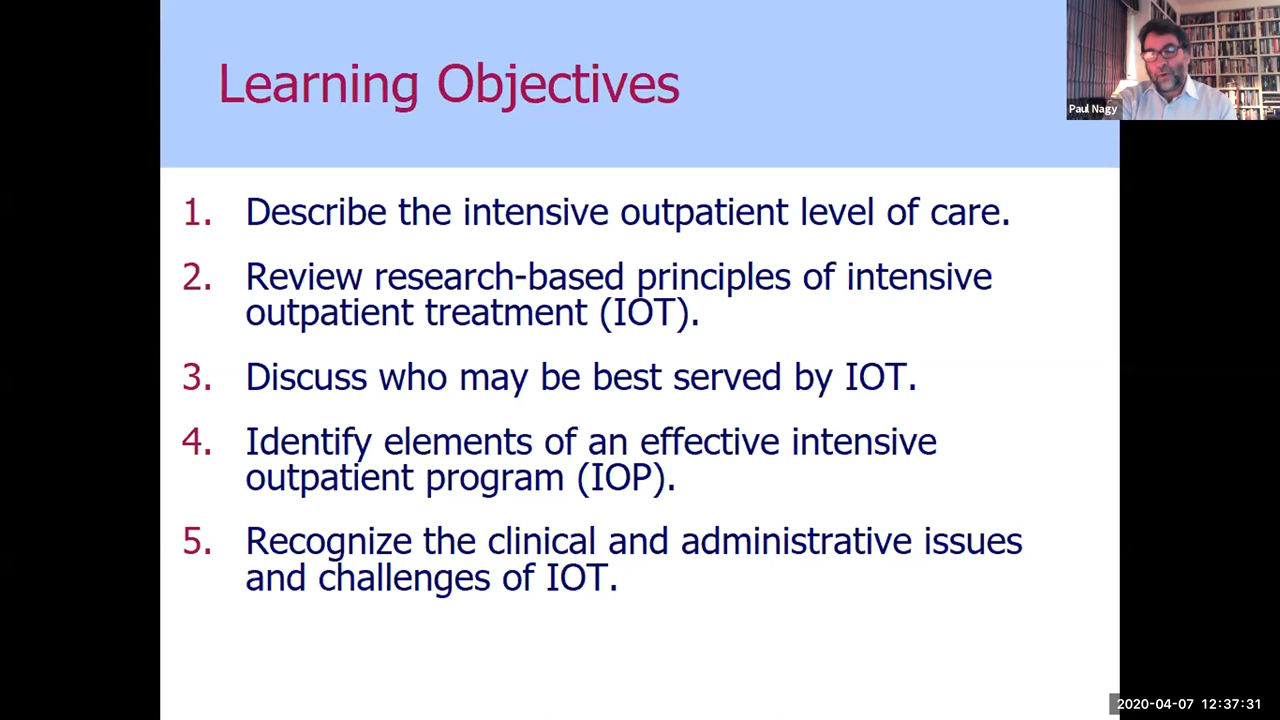 Learning Objectives
Paul Nagy
1. Describe the intensive outpatient level of care.
2. Review research-based principles of intensive
outpatient treatment (IOT).
3. Discuss who may be best served by IOT.
4. Identify elements of an effective intensive
outpatient program (IOP).
5. Recognize the clinical and administrative issues
and challenges of IOT.
2020-04-07 12:37:31